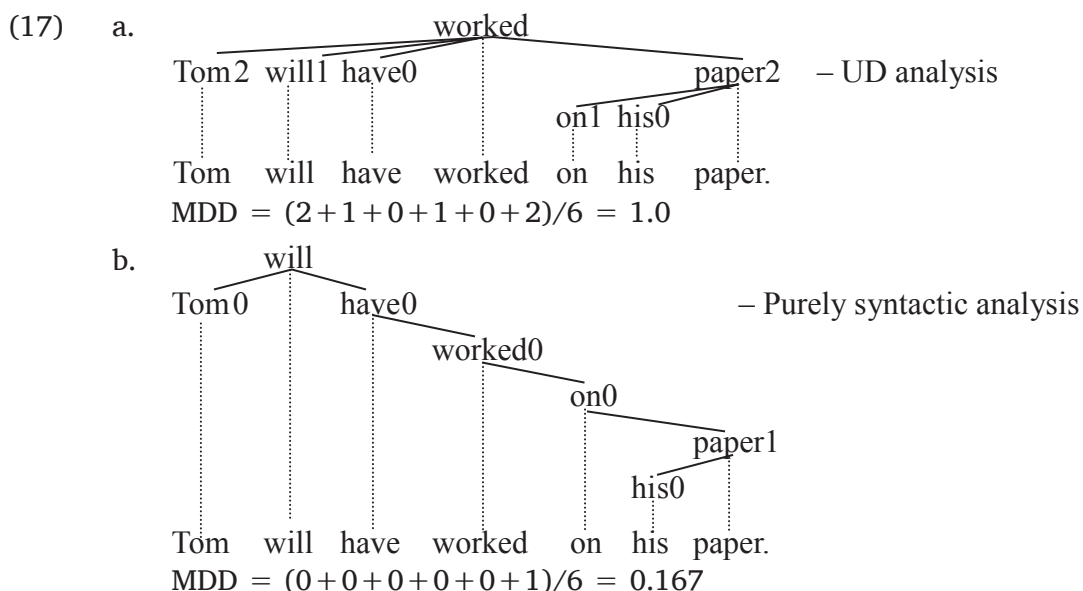 (17) a. worked
Tom2 will1 have0 paper2 – UD analysis
on1 his0
Tom will have worked on his paper.
MDD = (2+1+0+1+0+2)/6 = 1.0
b. will
Tom0 have0 – Purely syntactic analysis
worked0
on0
paper1
his0
Tom will have worked on his paper.
MDD = (0+0+0+0+0+1)/6 = 0.167